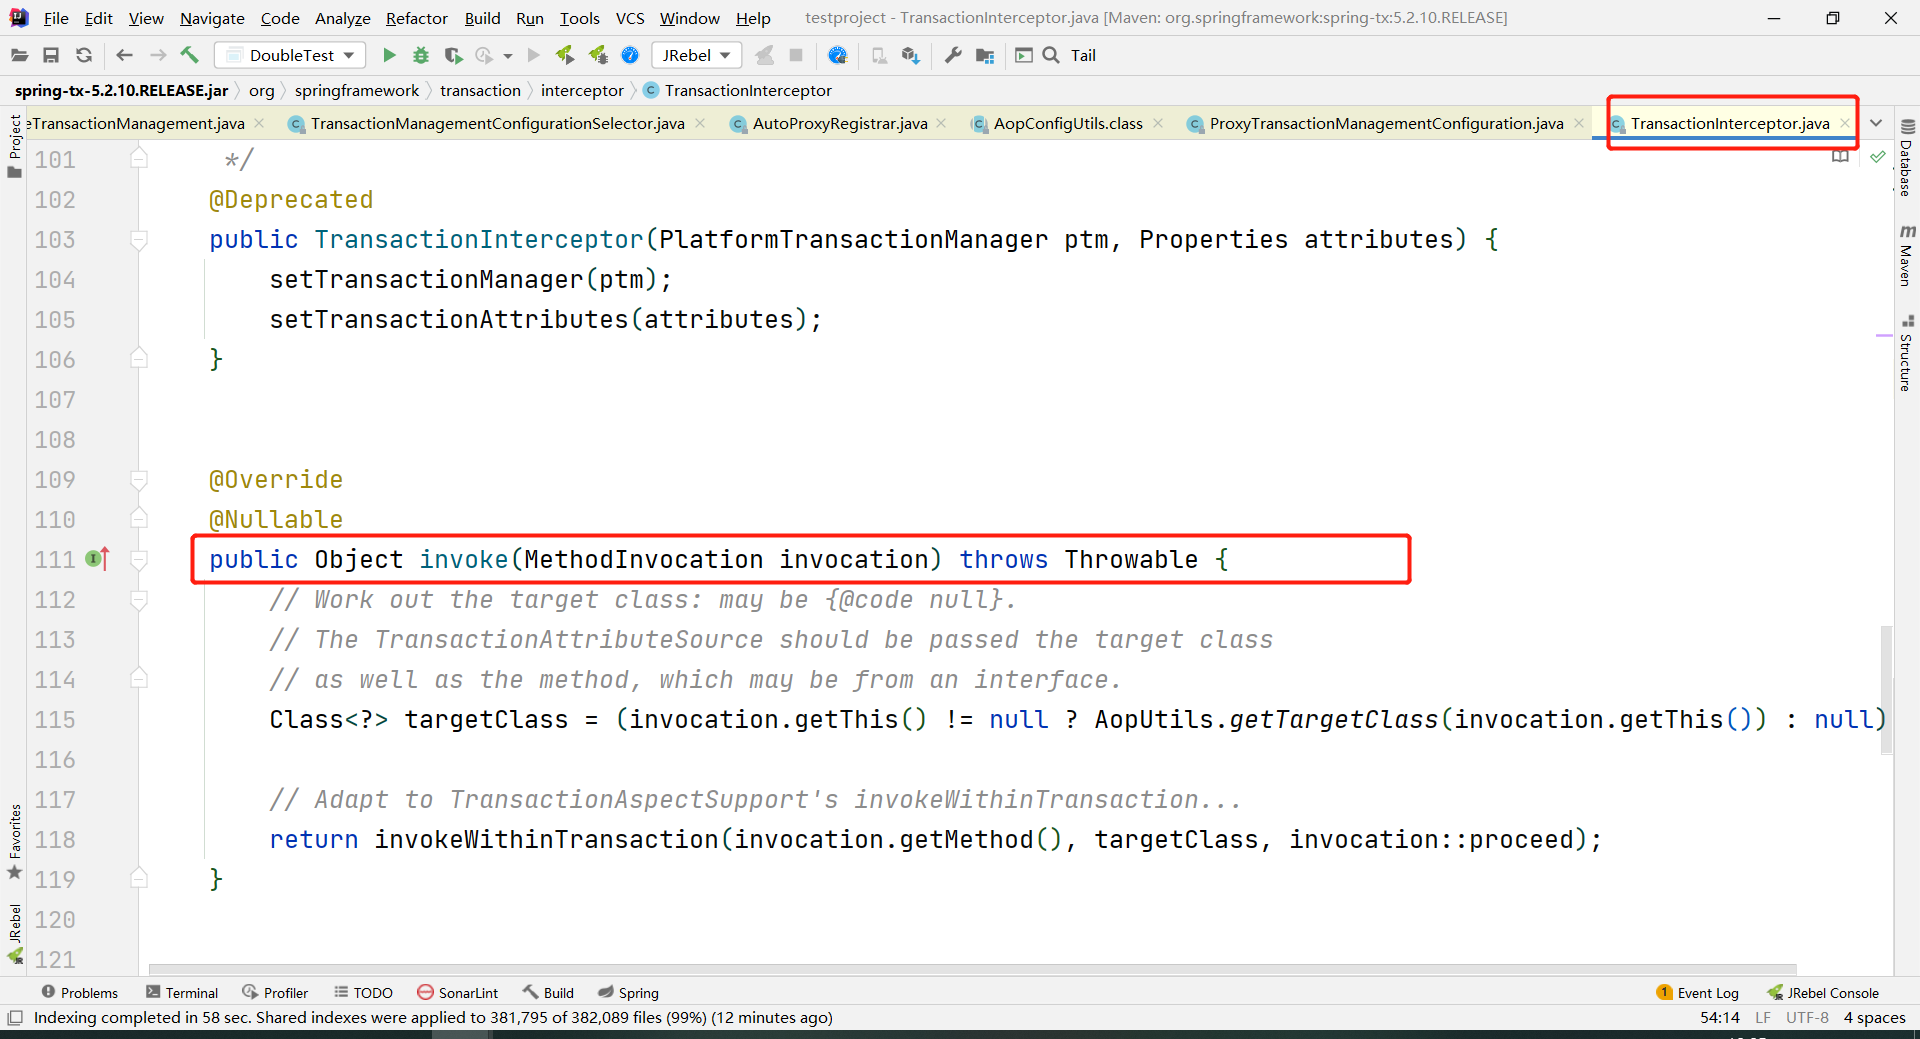 File Edit View Navigate Code Analyze Refactor Build Run Tools VCS Window Help testproject - TransactionInterceptor.java [Maven: org.springframework:spring-tx:5.2.10.RELEASE]
DoubleTest JRebel Tail
spring-tx-5.2.10.RELEASE.jar org springframework transaction interceptor TransactionInterceptor
eTransactionManagement.java TransactionManagementConfigurationSelector.java AutoProxyRegistrar.java AopConfigUtils.class ProxyTransactionManagementConfiguration.java TransactionInterceptor.java
Project
Favorites
JRebel
101 */
102 @Deprecated
103 public TransactionInterceptor(PlatformTransactionManager ptm, Properties attributes) {
104 setTransactionManager(ptm);
105 setTransactionAttributes(attributes);
106 }
107
108
109 @Override
110 @Nullable
111 public Object invoke(MethodInvocation invocation) throws Throwable {
112 // Work out the target class: may be {@code null}.
113 // The TransactionAttributeSource should be passed the target class
114 // as well as the method, which may be from an interface.
115 Class<?> targetClass = (invocation.getThis() != null ? AopUtils.getTargetClass(invocation.getThis()) : null)
116
117 // Adapt to TransactionAspectSupport's invokeWithinTransaction...
118 return invokeWithinTransaction(invocation.getMethod(), targetClass, invocation::proceed);
119 }
120
121
Database
Maven
Structure
Problems Terminal Profiler TODO SonarLint Build Spring 1 Event Log JRebel Console
Indexing completed in 58 sec. Shared indexes were applied to 381,795 of 382,089 files (99%) (12 minutes ago) 54:14 LF UTF-8 4 spaces